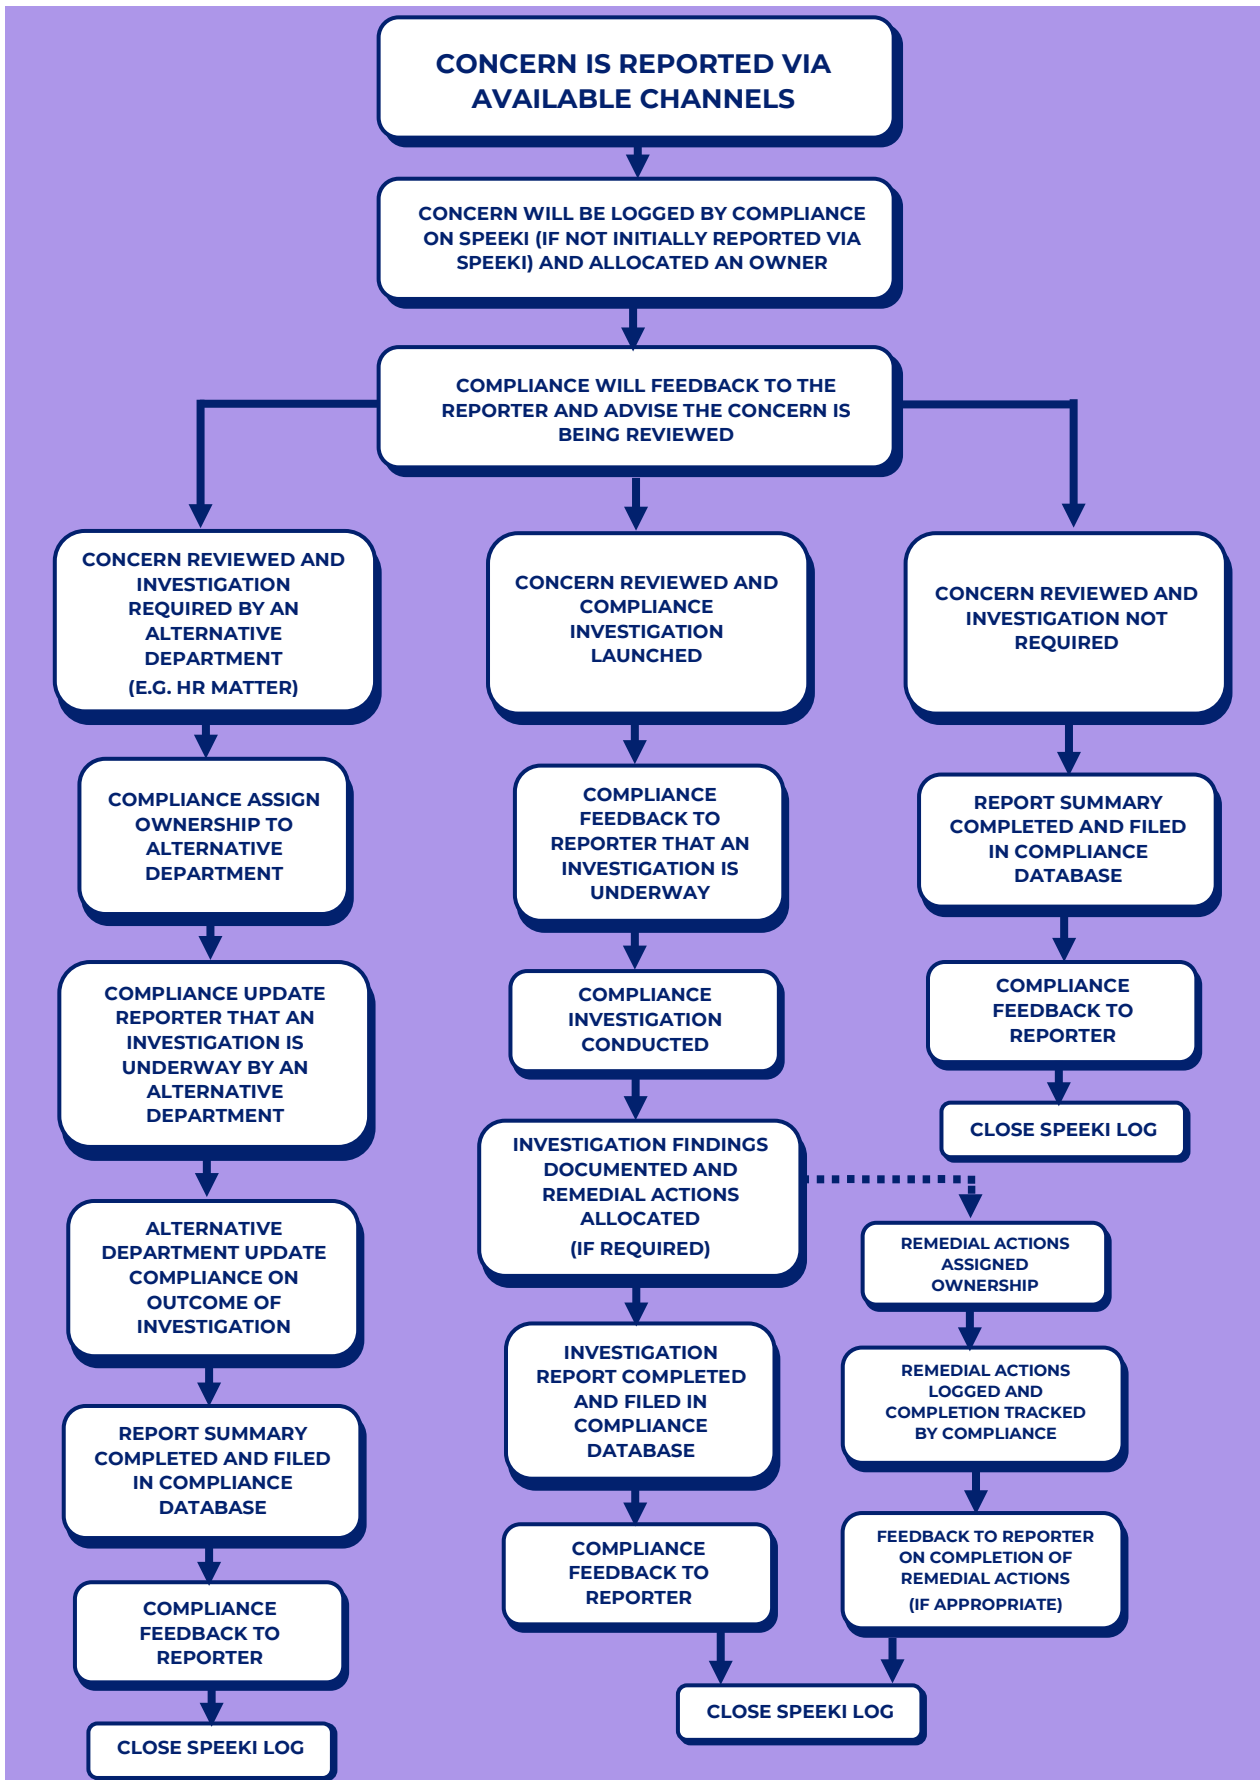 CONCERN IS REPORTED VIA
AVAILABLE CHANNELS
CONCERN WILL BE LOGGED BY COMPLIANCE
ON SPEEKI (IF NOT INITIALLY REPORTED VIA
SPEEKI) AND ALLOCATED AN OWNER
COMPLIANCE WILL FEEDBACK TO THE
REPORTER AND ADVISE THE CONCERN IS
BEING REVIEWED
CONCERN REVIEWED AND
INVESTIGATION
REQUIRED BY AN
ALTERNATIVE
DEPARTMENT
(E.G. HR MATTER)
COMPLIANCE ASSIGN
OWNERSHIP TO
ALTERNATIVE
DEPARTMENT
COMPLIANCE UPDATE
REPORTER THAT AN
INVESTIGATION IS
UNDERWAY BY AN
ALTERNATIVE
DEPARTMENT
ALTERNATIVE
DEPARTMENT UPDATE
COMPLIANCE ON
OUTCOME OF
INVESTIGATION
REPORT SUMMARY
COMPLETED AND FILED
IN COMPLIANCE
DATABASE
COMPLIANCE
FEEDBACK TO
REPORTER
CLOSE SPEEKI LOG
CONCERN REVIEWED AND
COMPLIANCE
INVESTIGATION
LAUNCHED
COMPLIANCE
FEEDBACK TO
REPORTER THAT AN
INVESTIGATION IS
UNDERWAY
COMPLIANCE
INVESTIGATION
CONDUCTED
INVESTIGATION FINDINGS
DOCUMENTED AND
REMEDIAL ACTIONS
ALLOCATED
(IF REQUIRED)
INVESTIGATION
REPORT COMPLETED
AND FILED IN
COMPLIANCE
DATABASE
COMPLIANCE
FEEDBACK TO
REPORTER
CONCERN REVIEWED AND
INVESTIGATION NOT
REQUIRED
REPORT SUMMARY
COMPLETED AND FILED
IN COMPLIANCE
DATABASE
COMPLIANCE
FEEDBACK TO
REPORTER
CLOSE SPEEKI LOG
REMEDIAL ACTIONS
ASSIGNED
OWNERSHIP
REMEDIAL ACTIONS
LOGGED AND
COMPLETION TRACKED
BY COMPLIANCE
FEEDBACK TO REPORTER
ON COMPLETION OF
REMEDIAL ACTIONS
(IF APPROPRIATE)
CLOSE SPEEKI LOG